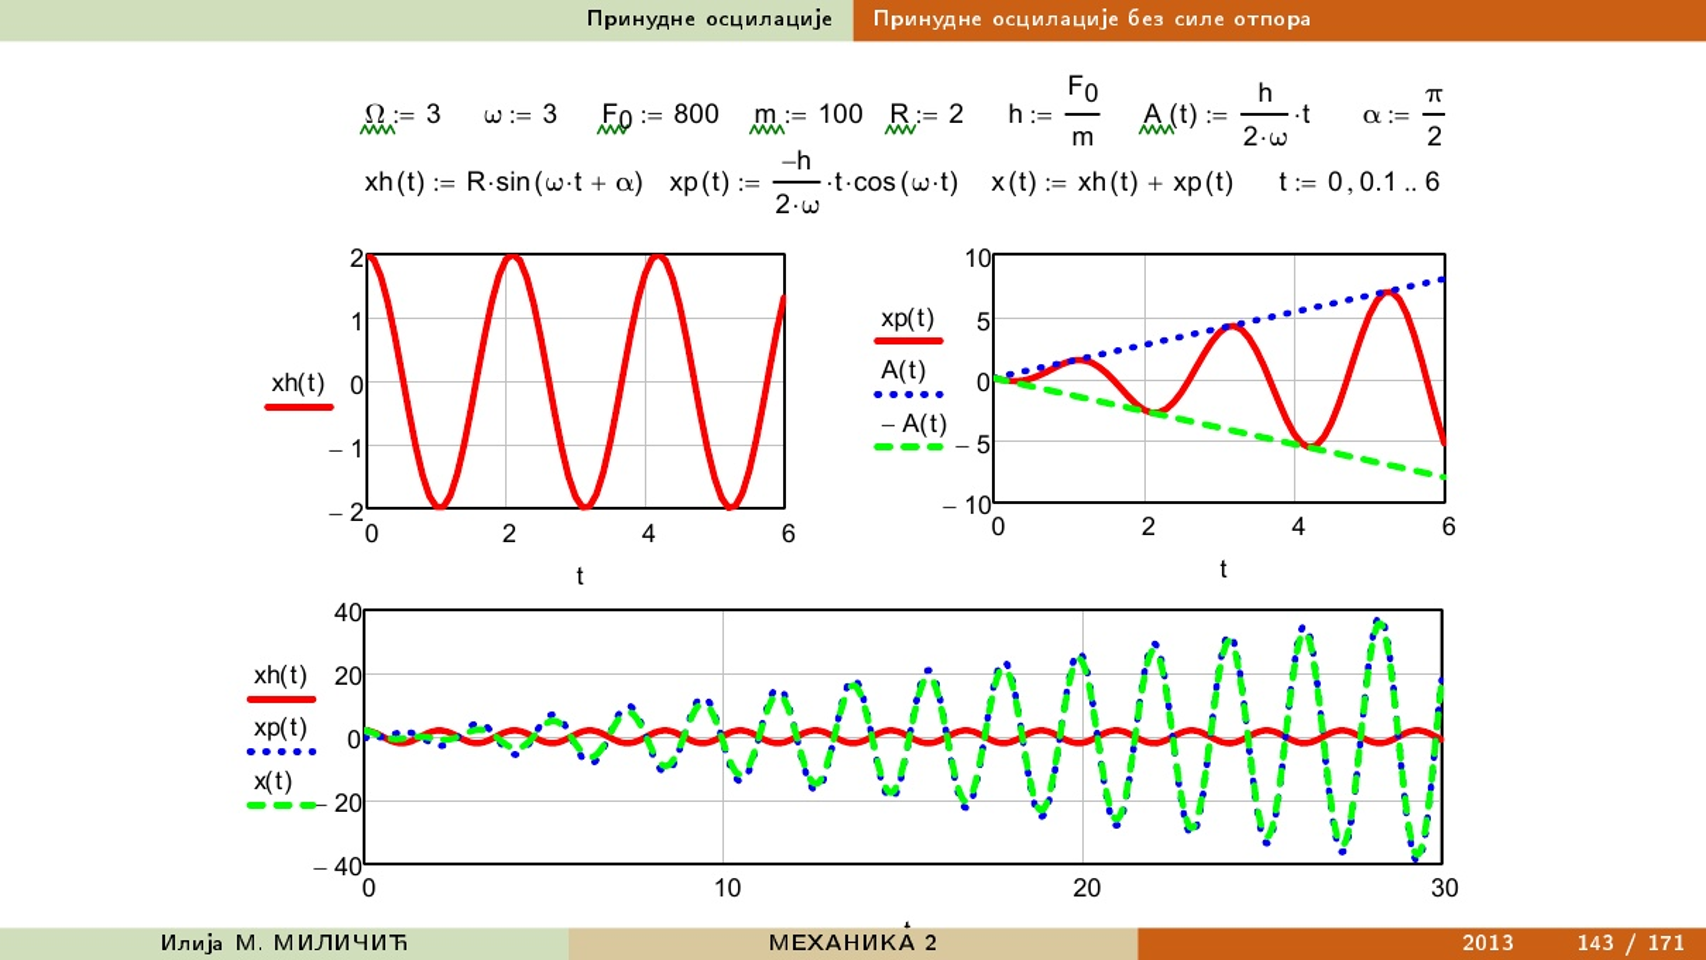 Принудне осцилације Принудне осцилације без силе отпора
Ω := 3 ω := 3 F0 := 800 m := 100 R := 2 h := F0/m A(t) := h/(2·ω)·t α := π/2
xh(t) := R·sin(ω·t + α) xp(t) := −h/(2·ω)·t·cos(ω·t) x(t) := xh(t) + xp(t) t := 0, 0.1 .. 6
2
1
0
− 1
− 2
xh(t)
0 2 4 6
t
10
5
0
− 5
− 10
xp(t)
A(t)
− A(t)
0 2 4 6
t
40
20
0
− 20
− 40
xh(t)
xp(t)
x(t)
0 10 20 30
Илија М. МИЛИЧИЋ МЕХАНИКА 2 2013 143 / 171